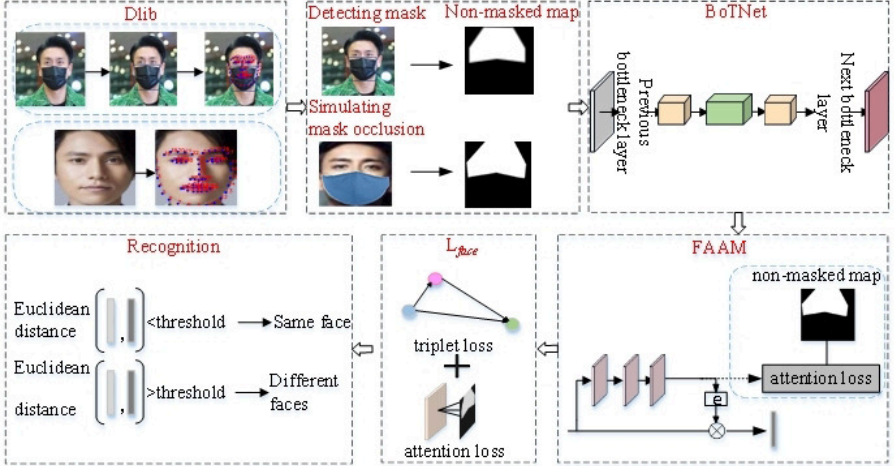 Dlib
Detecting mask
Non-masked map
Simulating
mask occlusion
BoTNet
Previous
bottleneck layer
Next bottleneck
layer
Recognition
Euclidean
distance
,
<threshold
Same face
Euclidean
distance
,
>threshold
Different
faces
Lface
triplet loss
+
attention loss
FAAM
non-masked map
attention loss